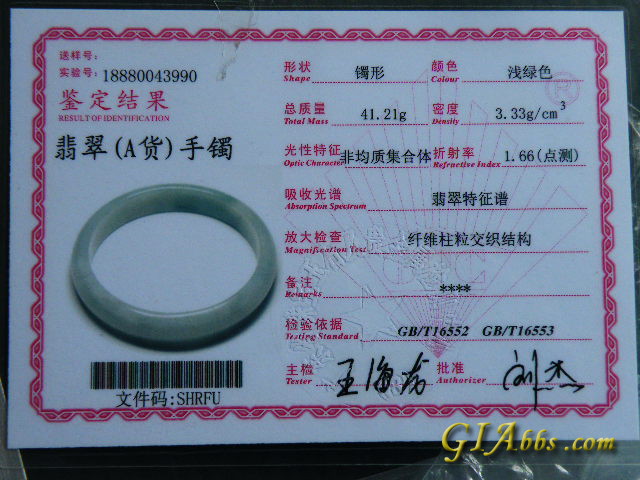 送样号:
实验号: 18880043990
鉴定结果
RESULT OF IDENTIFICATION
翡翠(A货)手镯
文件码:SHRFU
形状 镯形 颜色 浅绿色
Shape Colour
总质量 41.21g 密度 3.33g/cm³
Total Mass Density
光性特征 非均质集合体 折射率 1.66(点测)
Optic Character Refractive Index
吸收光谱 翡翠特征谱
Absorption Spectrum
放大检查 纤维柱粒交织结构
Magnification Test
备注 ****
Remarks
检验依据 GB/T16552 GB/T16553
Testing Standard
主检 批准
Tester Authorizer
GIAbbs.com